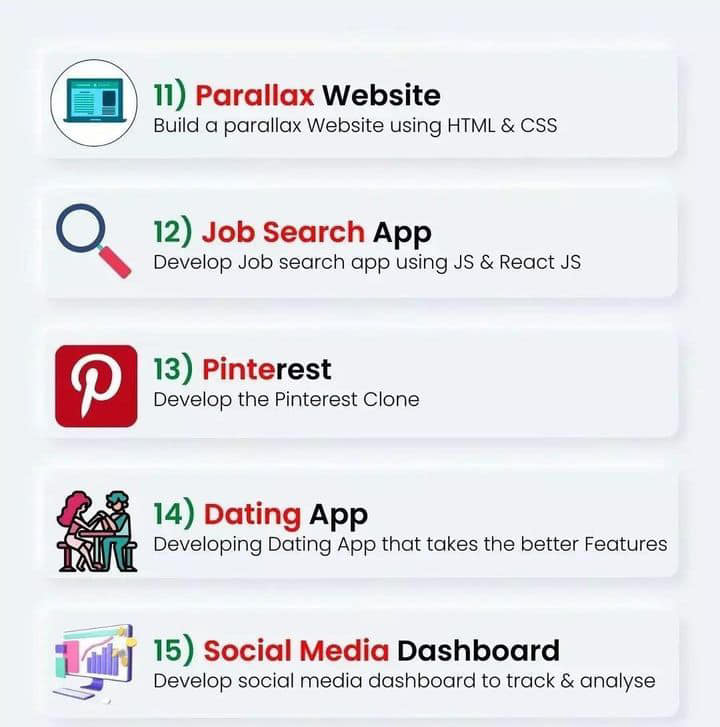 11) Parallax Website
Build a parallax Website using HTML & CSS
12) Job Search App
Develop Job search app using JS & React JS
13) Pinterest
Develop the Pinterest Clone
14) Dating App
Developing Dating App that takes the better Features
15) Social Media Dashboard
Develop social media dashboard to track & analyse